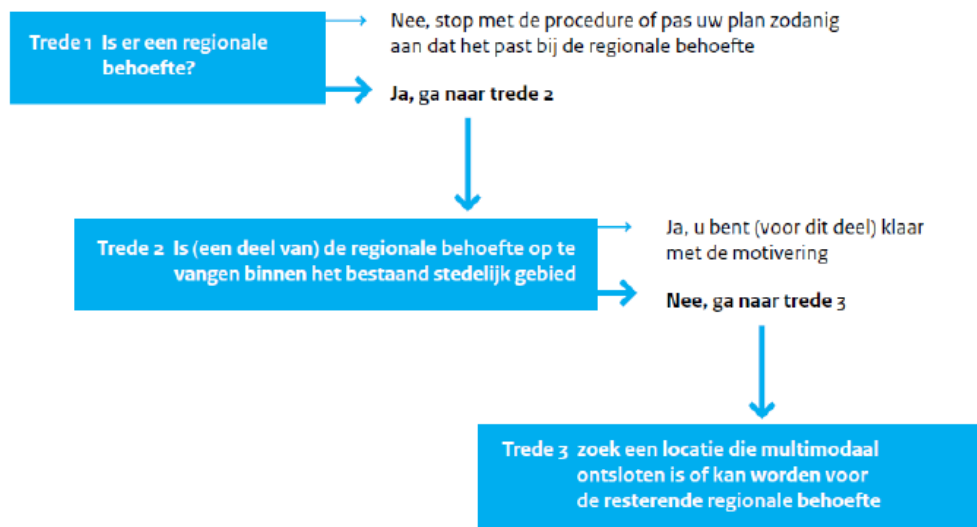 Nee, stop met de procedure of pas uw plan zodanig
aan dat het past bij de regionale behoefte
Trede 1 Is er een regionale
behoefte?
Ja, ga naar trede 2
Ja, u bent (voor dit deel) klaar
met de motivering
Trede 2 Is (een deel van) de regionale behoefte op te
vangen binnen het bestaand stedelijk gebied
Nee, ga naar trede 3
Trede 3 zoek een locatie die multimodaal
ontsloten is of kan worden voor
de resterende regionale behoefte